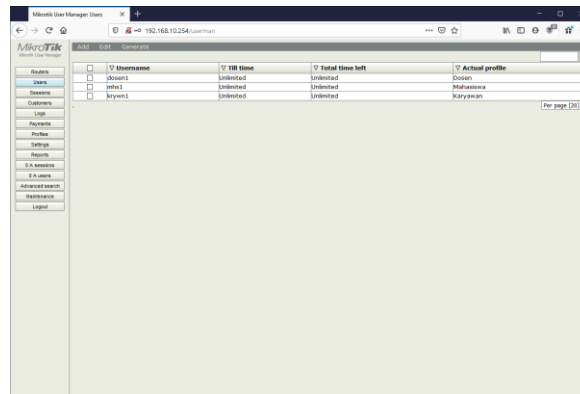 Mikrotik User Manager: Users
192.168.10.254/userman
MikroTik
Mikrotik User Manager
Add Edit Generate
Routers
Users
Sessions
Customers
Logs
Payments
Profiles
Settings
Reports
0 A sessions
0 A users
Advanced search
Maintenance
Logout
Username Till time Total time left Actual profile
dosen1 Unlimited Unlimited Dosen
mhs1 Unlimited Unlimited Mahasiswa
krywn1 Unlimited Unlimited Karyawan
Per page [20]